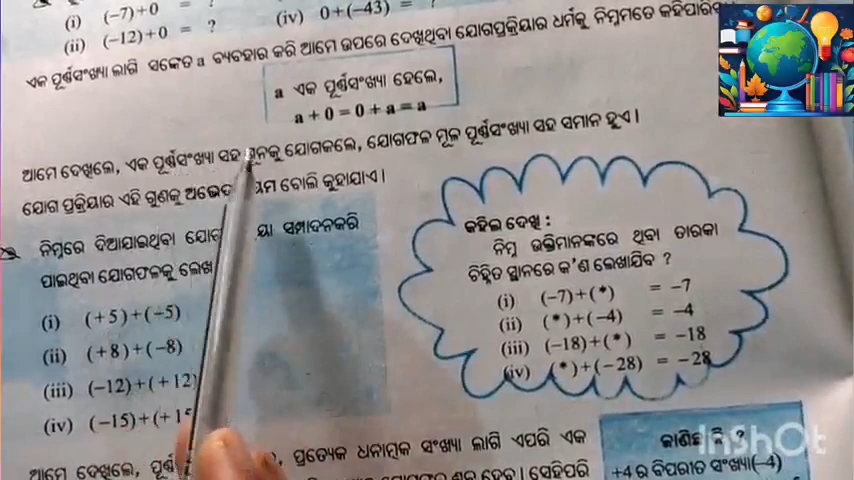 (i) (−7)+0 = ?
(ii) (−12)+0 = ?
(iv) 0+(−43) = ?
ଏକ ପୂର୍ଣ୍ଣସଂଖ୍ୟା ଲାଗି ସଙ୍କେତ a ବ୍ୟବହାର କରି ଆମେ ଉପରେ ଦେଖିଥିବା ଯୋଗପ୍ରକ୍ରିୟାର ଧର୍ମକୁ ନିମ୍ନମତେ
a ଏକ ପୂର୍ଣ୍ଣସଂଖ୍ୟା ହେଲେ,
a + 0 = 0 + a = a
ଆମେ ଦେଖିଲେ, ଏକ ପୂର୍ଣ୍ଣସଂଖ୍ୟା ସହ ଯୋଗକଲେ, ଯୋଗଫଳ ମୂଳ ପୂର୍ଣ୍ଣସଂଖ୍ୟା ସହ ସମାନ ହୁଏ।
ଯୋଗ ପ୍ରକ୍ରିୟାର ଏହି ଗୁଣକୁ ବୋଲି କୁହାଯାଏ।
ନିମ୍ନରେ ଦିଆଯାଇଥିବା ସମ୍ପାଦନକରି
ପାଇଥିବା ଯୋଗଫଳକୁ
(i) (+5)+(−5)
(ii) (+8)+(−8)
(iii) (−12)+(+12)
(iv) (−15)+
କହିଲ ଦେଖି :
ନିମ୍ନ ଉକ୍ତିମାନଙ୍କରେ ଥିବା ତାରକା
ଚିହ୍ନିତ ସ୍ଥାନରେ କ'ଣ ଲେଖାଯିବ ?
(i) (−7)+(*) = −7
(ii) (*)+(−4) = −4
(iii) (−18)+(*) = −18
(iv) (*)+(−28) = −28
ଆମେ ଦେଖିଲେ, ପ୍ରତ୍ୟେକ ଧନାତ୍ମକ ସଂଖ୍ୟା ଲାଗି ଏପରି ଏକ
ସେହିପରି
ଜାଣିଛ କି ?
+4 ର ବିପରୀତ ସଂଖ୍ୟା(−4)
InShOt